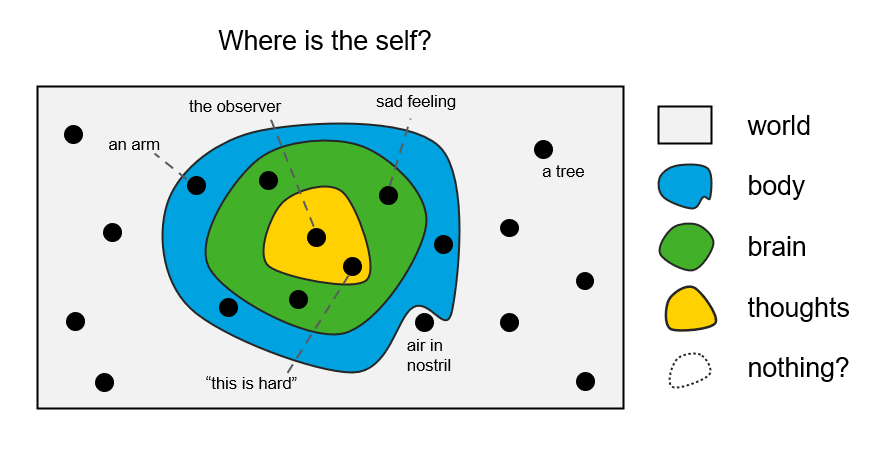 Where is the self?
the observer
sad feeling
an arm
a tree
air in
nostril
“this is hard”
world
body
brain
thoughts
nothing?